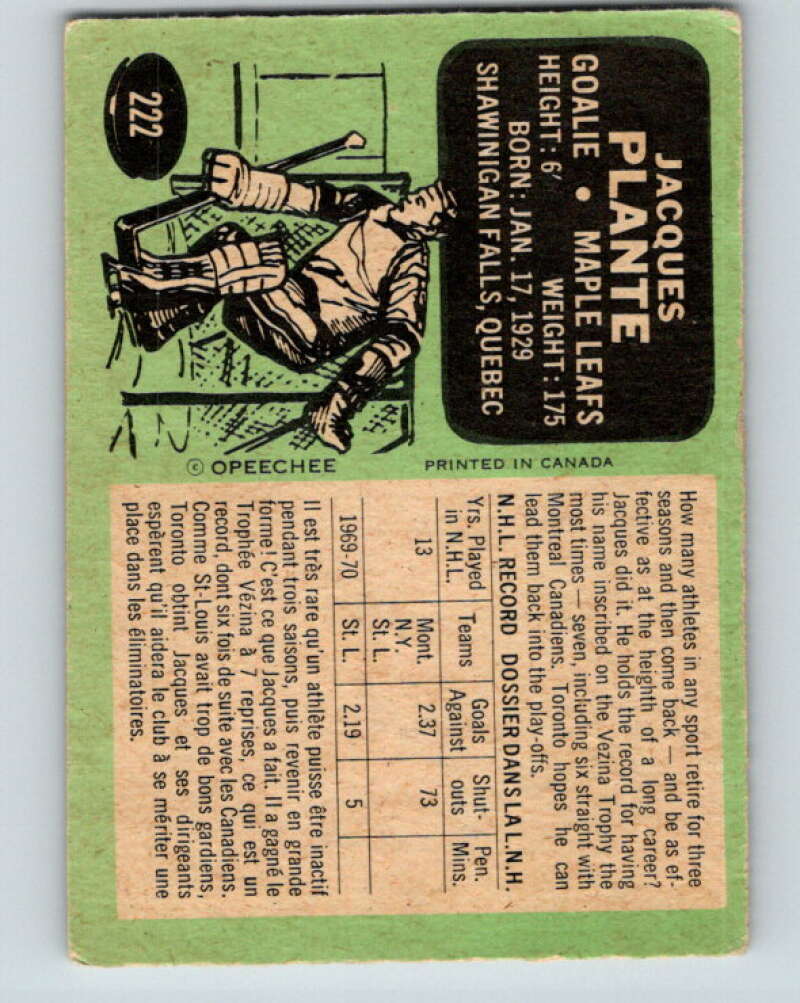 JACQUES
PLANTE
GOALIE • MAPLE LEAFS
HEIGHT: 6' WEIGHT: 175
BORN: JAN. 17, 1929
SHAWINIGAN FALLS, QUEBEC
222
© OPEECHEE PRINTED IN CANADA
How many athletes in any sport retire for three
seasons and then come back — and be as ef-
fective as at the heighth of a long career?
Jacques did it. He holds the record for having
his name inscribed on the Vezina Trophy the
most times — seven, including six straight with
Montreal Canadiens. Toronto hopes he can
lead them back into the play-offs.
N.H.L. RECORD DOSSIER DANS LA L.N.H.
Yrs. Played Teams Goals Shut- Pen.
in N.H.L. Against outs Mins.
13 Mont. 2.37 73
N.Y.
St. L.
1969-70 St. L. 2.19 5
Il est très rare qu'un athlète puisse être inactif
pendant trois saisons, puis revenir en grande
forme! C'est ce que Jacques a fait. Il a gagné le
Trophée Vézina à 7 reprises, ce qui est un
record, dont six fois de suite avec les Canadiens.
Comme St-Louis avait trop de bons gardiens,
Toronto obtint Jacques et ses dirigeants
espèrent qu'il aidera le club à se mériter une
place dans les éliminatoires.